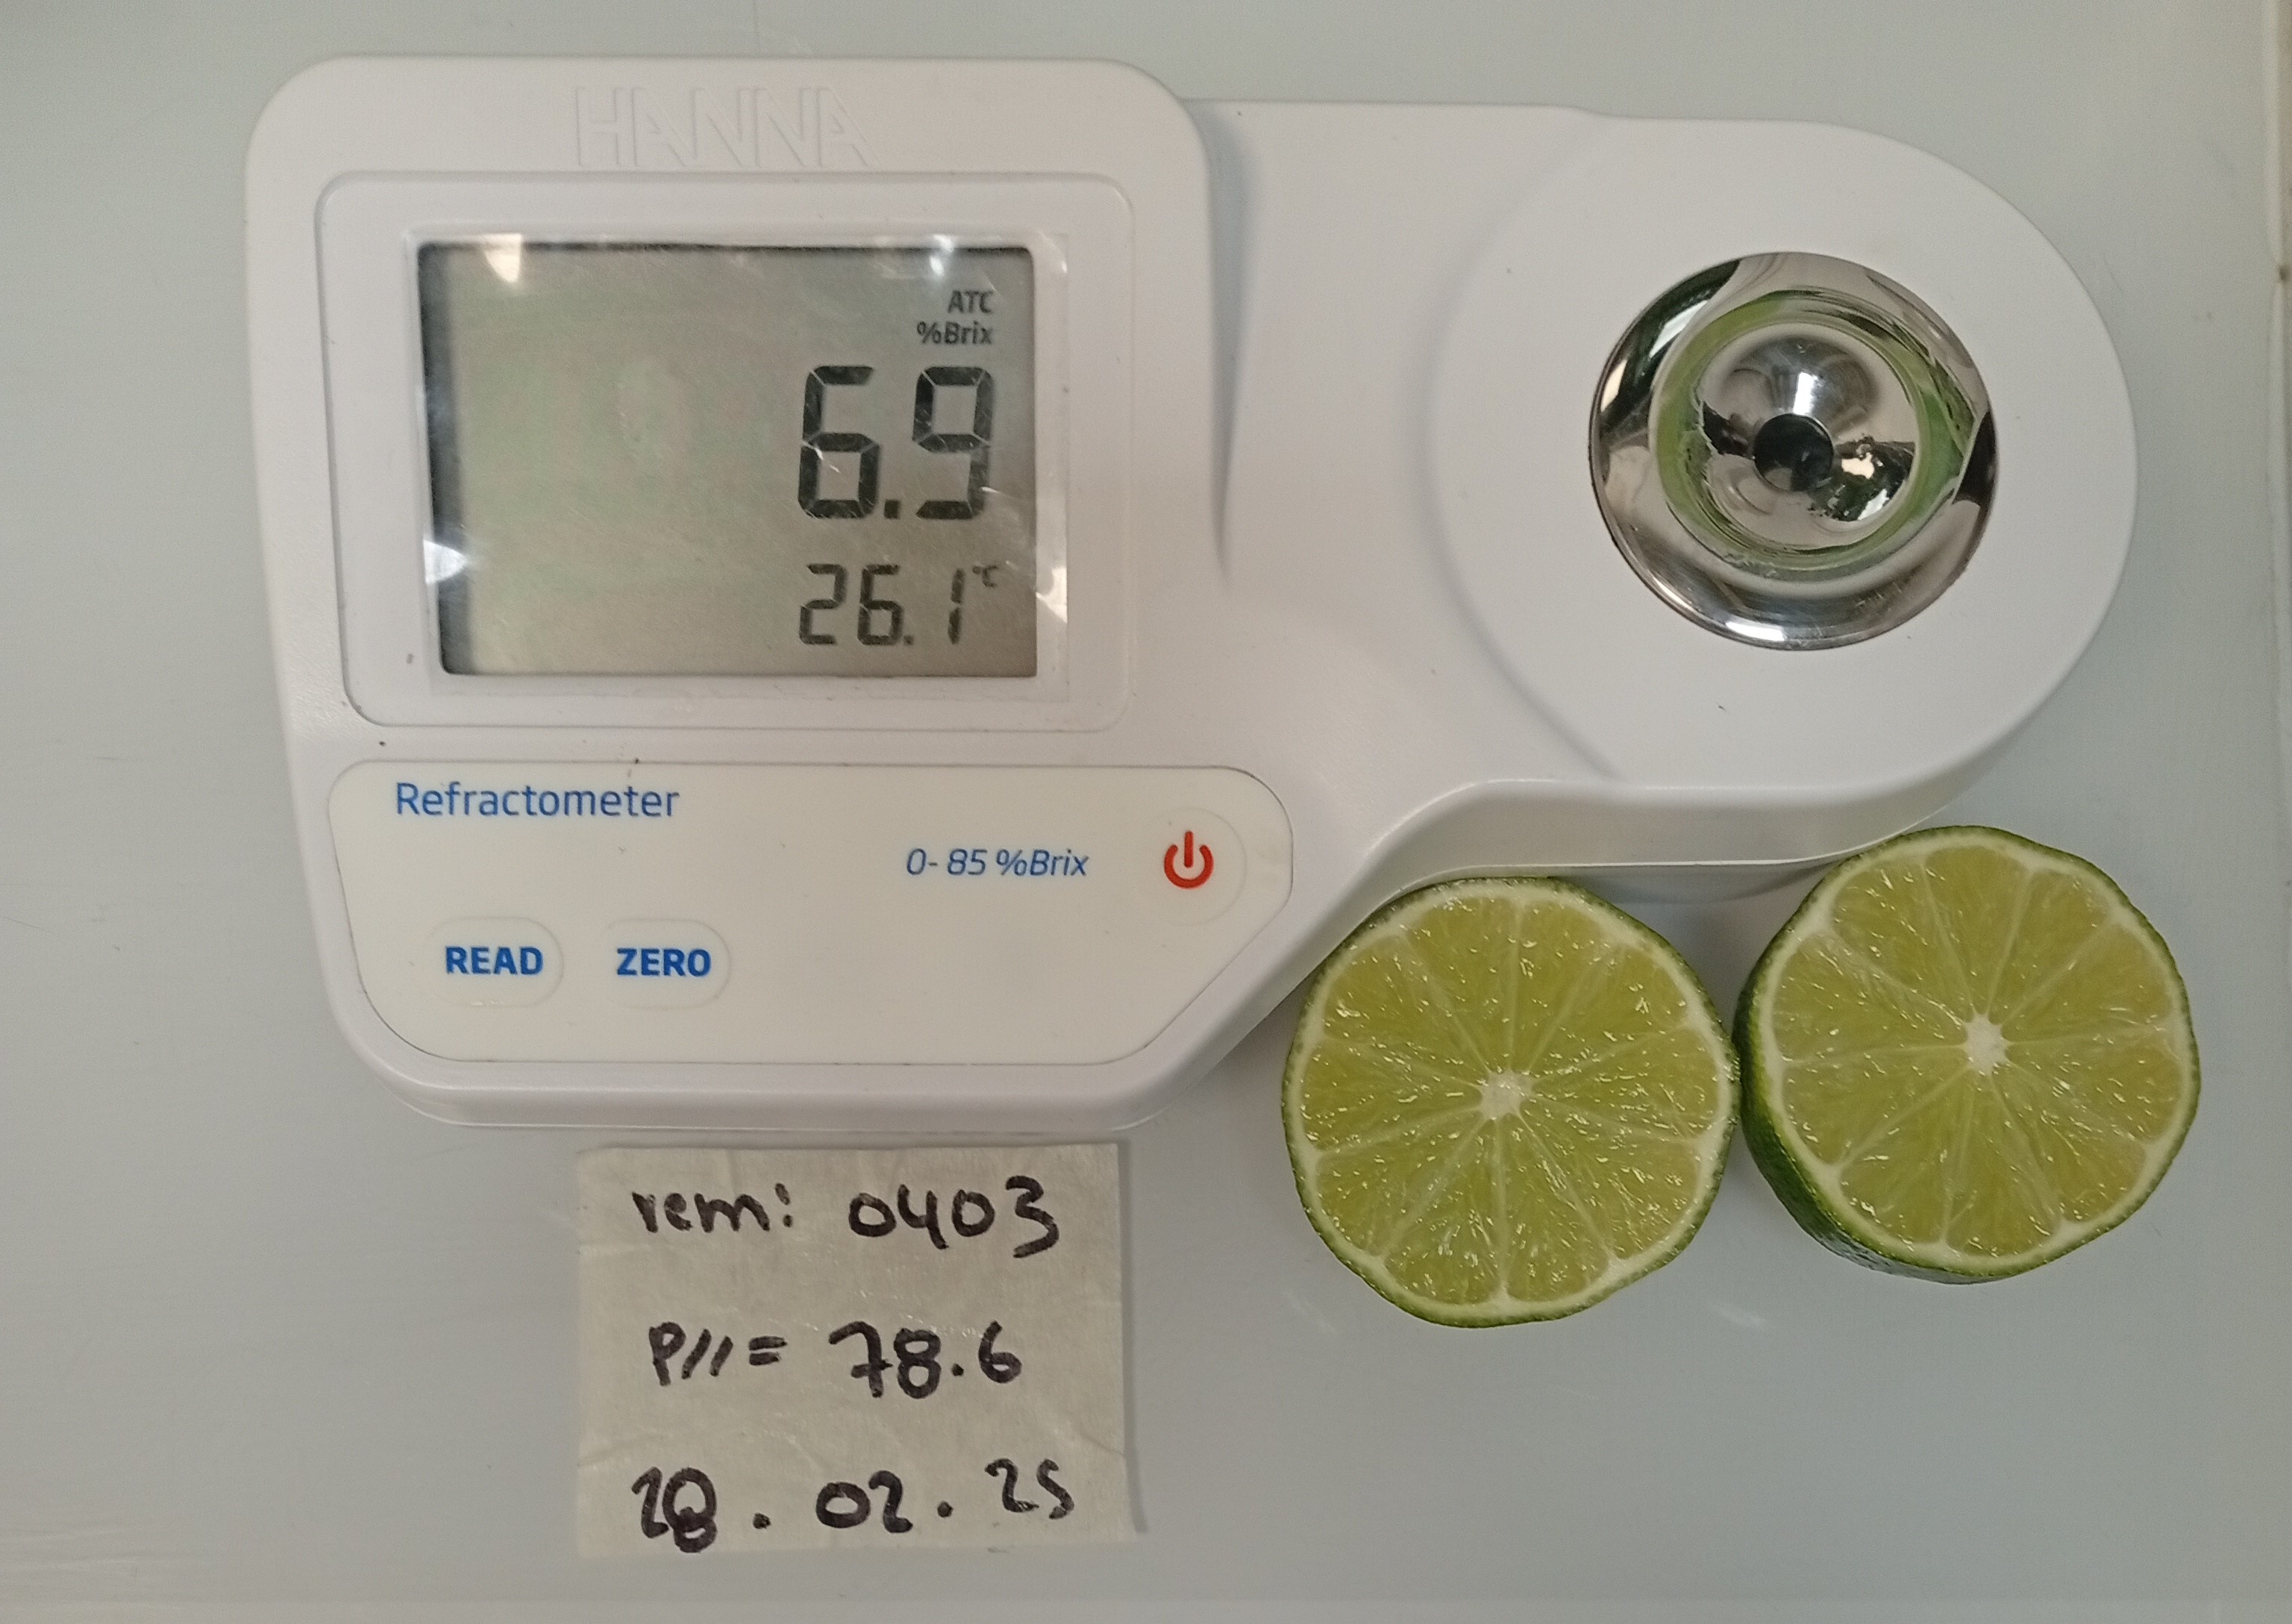 HANNA
ATC
%Brix
6.9
26.1°C
Refractometer
0-85 %Brix
READ
ZERO
rem: 0403
P//= 78.6
28.02.25